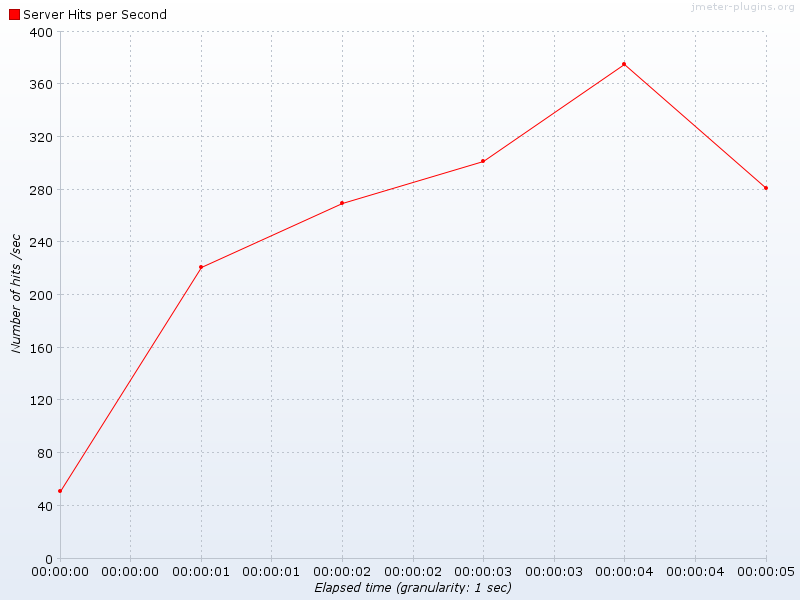 jmeter-plugins.org
Server Hits per Second
400
360
320
280
240
200
160
120
80
40
0
Number of hits /sec
00:00:00 00:00:00 00:00:01 00:00:01 00:00:02 00:00:02 00:00:03 00:00:03 00:00:04 00:00:04 00:00:05
Elapsed time (granularity: 1 sec)